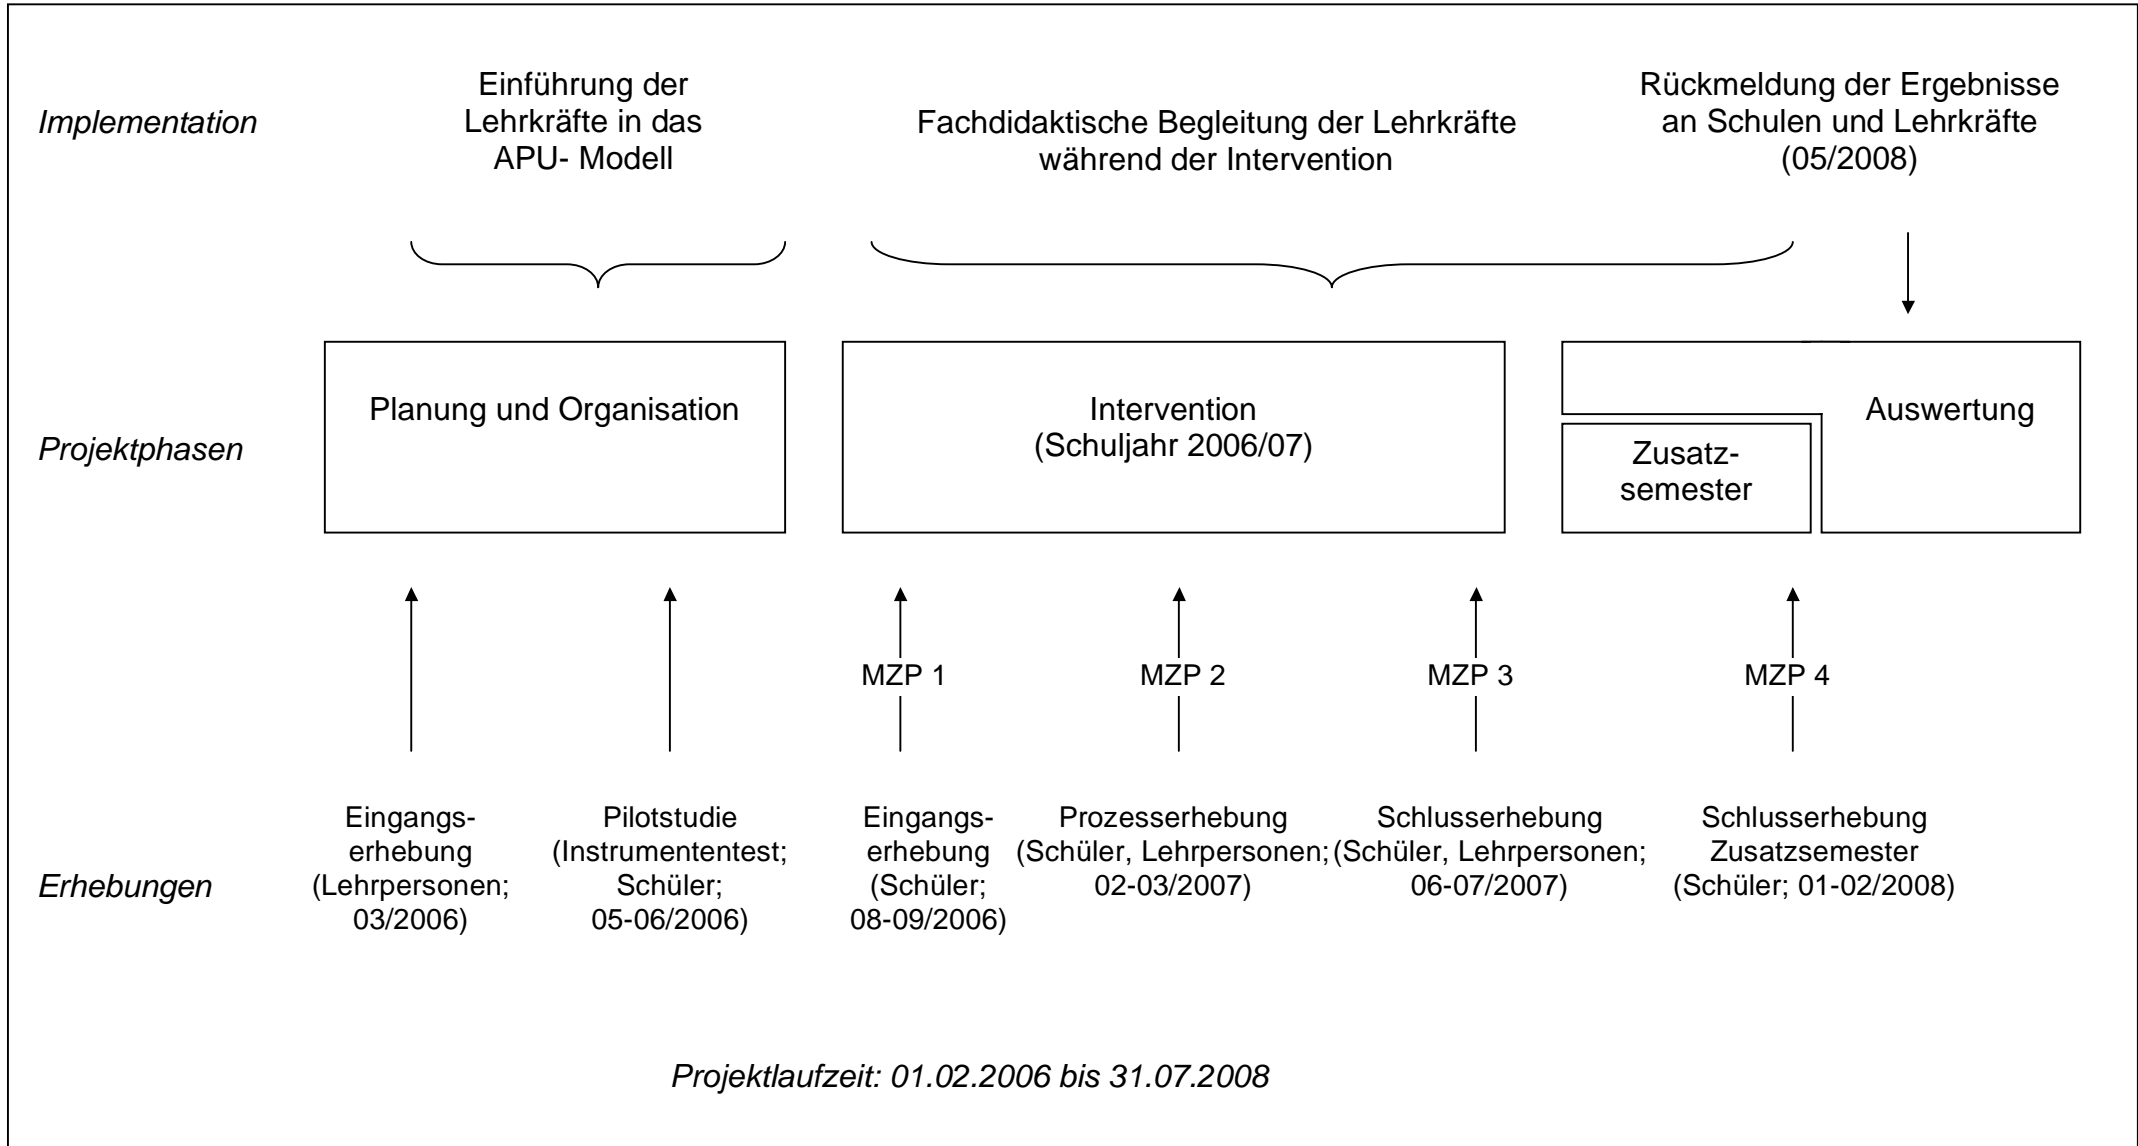 Implementation
Einführung der
Lehrkräfte in das
APU- Modell
Fachdidaktische Begleitung der Lehrkräfte
während der Intervention
Rückmeldung der Ergebnisse
an Schulen und Lehrkräfte
(05/2008)
Projektphasen
Planung und Organisation
Intervention
(Schuljahr 2006/07)
Zusatz-
semester
Auswertung
MZP 1
MZP 2
MZP 3
MZP 4
Erhebungen
Eingangs-
erhebung
(Lehrpersonen;
03/2006)
Pilotstudie
(Instrumententest;
Schüler;
05-06/2006)
Eingangs-
erhebung
(Schüler;
08-09/2006)
Prozesserhebung
(Schüler, Lehrpersonen;
02-03/2007)
Schlusserhebung
(Schüler, Lehrpersonen;
06-07/2007)
Schlusserhebung
Zusatzsemester
(Schüler; 01-02/2008)
Projektlaufzeit: 01.02.2006 bis 31.07.2008